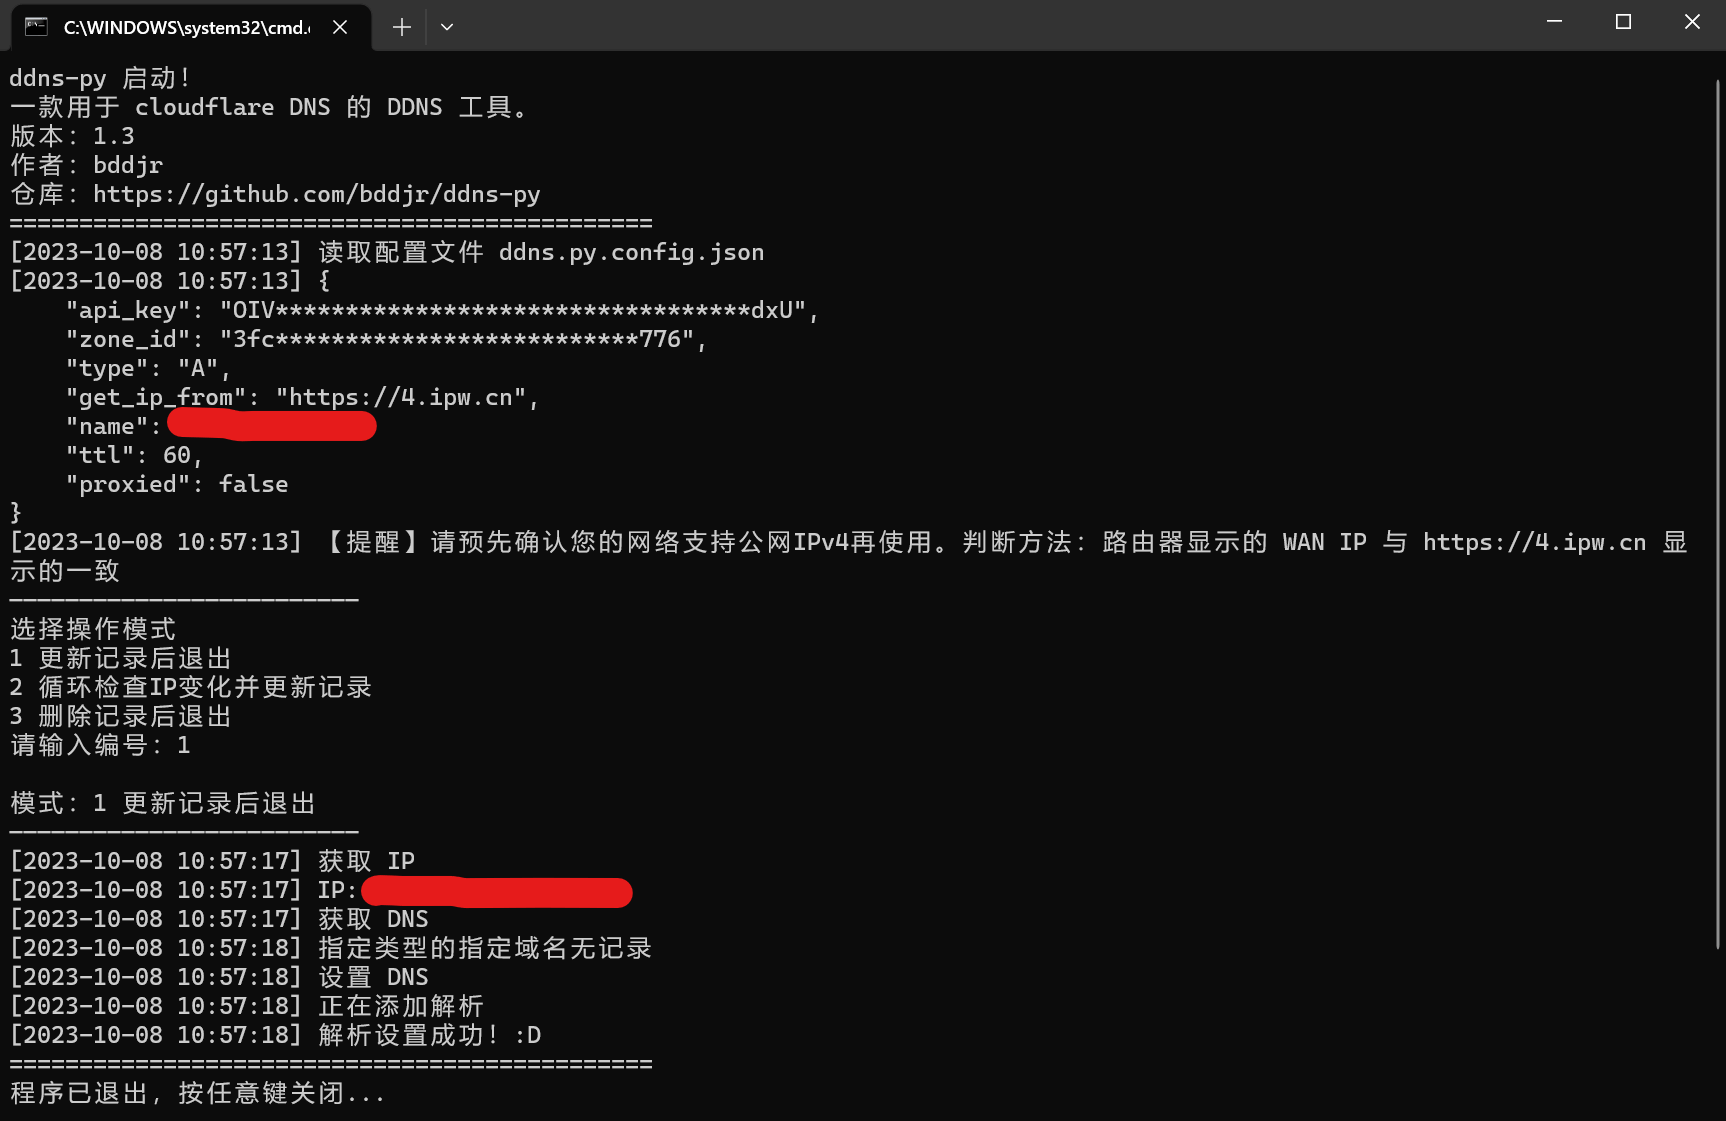 C:\WINDOWS\system32\cmd.
ddns-py 启动!
一款用于 cloudflare DNS 的 DDNS 工具。
版本: 1.3
作者: bddjr
仓库: https://github.com/bddjr/ddns-py
==============================================
[2023-10-08 10:57:13] 读取配置文件 ddns.py.config.json
[2023-10-08 10:57:13] {
    "api_key": "OIV**********************************dxU",
    "zone_id": "3fc**************************776",
    "type": "A",
    "get_ip_from": "https://4.ipw.cn",
    "name":
    "ttl": 60,
    "proxied": false
}
[2023-10-08 10:57:13] 【提醒】请预先确认您的网络支持公网IPv4再使用。判断方法: 路由器显示的 WAN IP 与 https://4.ipw.cn 显
示的一致
-------------------------
选择操作模式
1 更新记录后退出
2 循环检查IP变化并更新记录
3 删除记录后退出
请输入编号: 1
模式: 1 更新记录后退出
-------------------------
[2023-10-08 10:57:17] 获取 IP
[2023-10-08 10:57:17] IP:
[2023-10-08 10:57:17] 获取 DNS
[2023-10-08 10:57:18] 指定类型的指定域名无记录
[2023-10-08 10:57:18] 设置 DNS
[2023-10-08 10:57:18] 正在添加解析
[2023-10-08 10:57:18] 解析设置成功! :D
==============================================
程序已退出, 按任意键关闭...